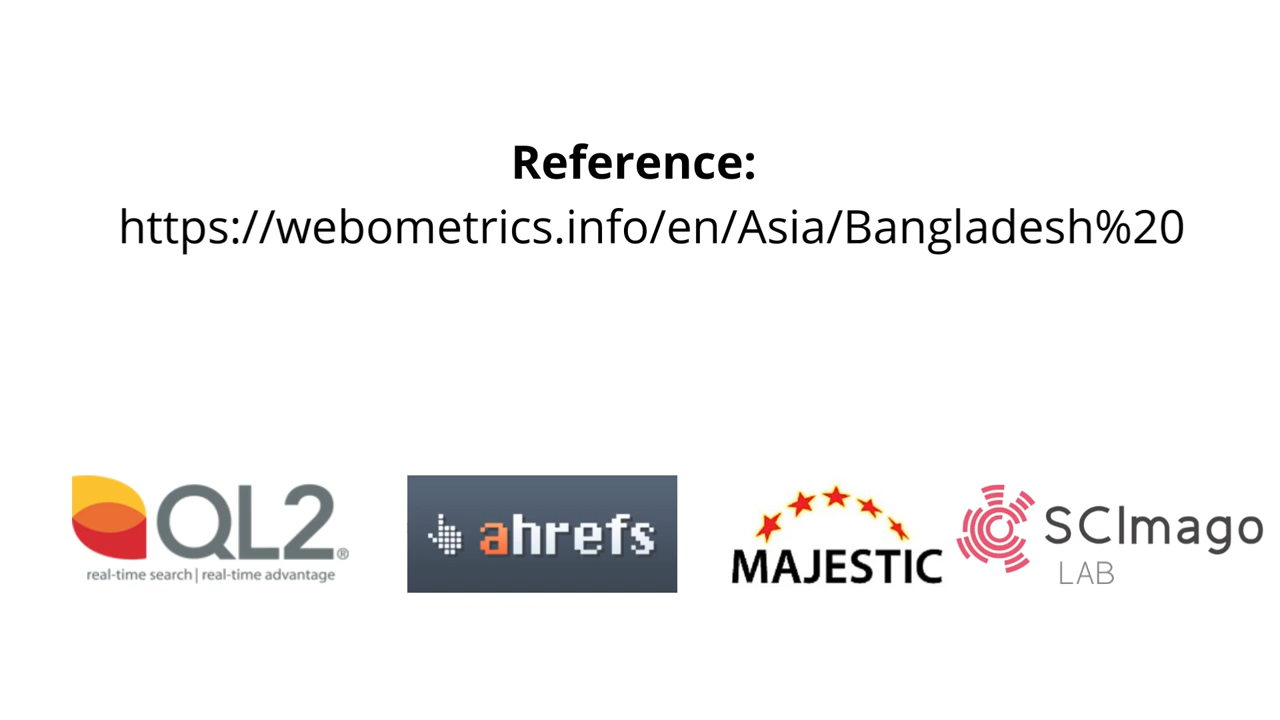 Reference:
https://webometrics.info/en/Asia/Bangladesh%20
QL2®
real-time search | real-time advantage
ahrefs
MAJESTIC
SCImago
LAB